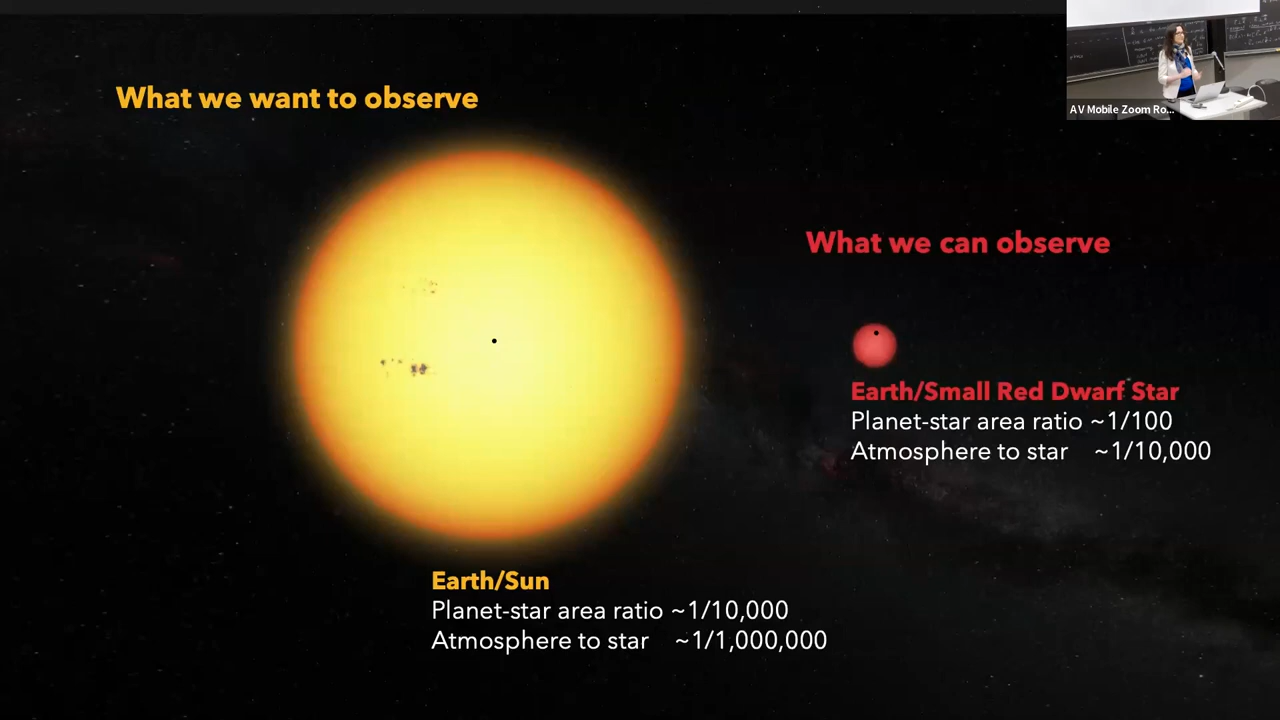 What we want to observe
AV Mobile Zoom Ro...
What we can observe
Earth/Small Red Dwarf Star
Planet-star area ratio ~1/100
Atmosphere to star ~1/10,000
Earth/Sun
Planet-star area ratio ~1/10,000
Atmosphere to star ~1/1,000,000